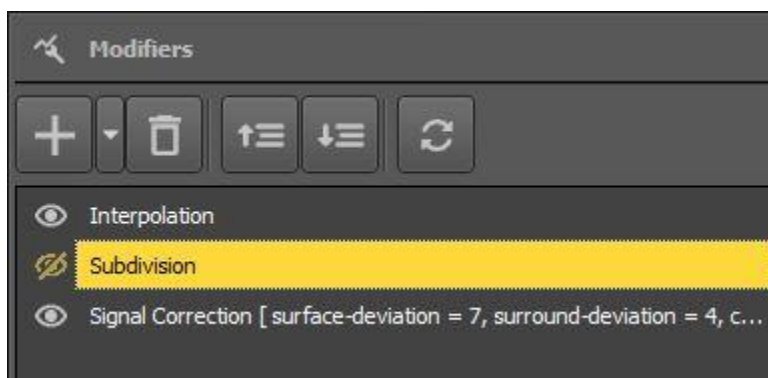 Modifiers
Interpolation
Subdivision
Signal Correction [ surface-deviation = 7, surround-deviation = 4, c...